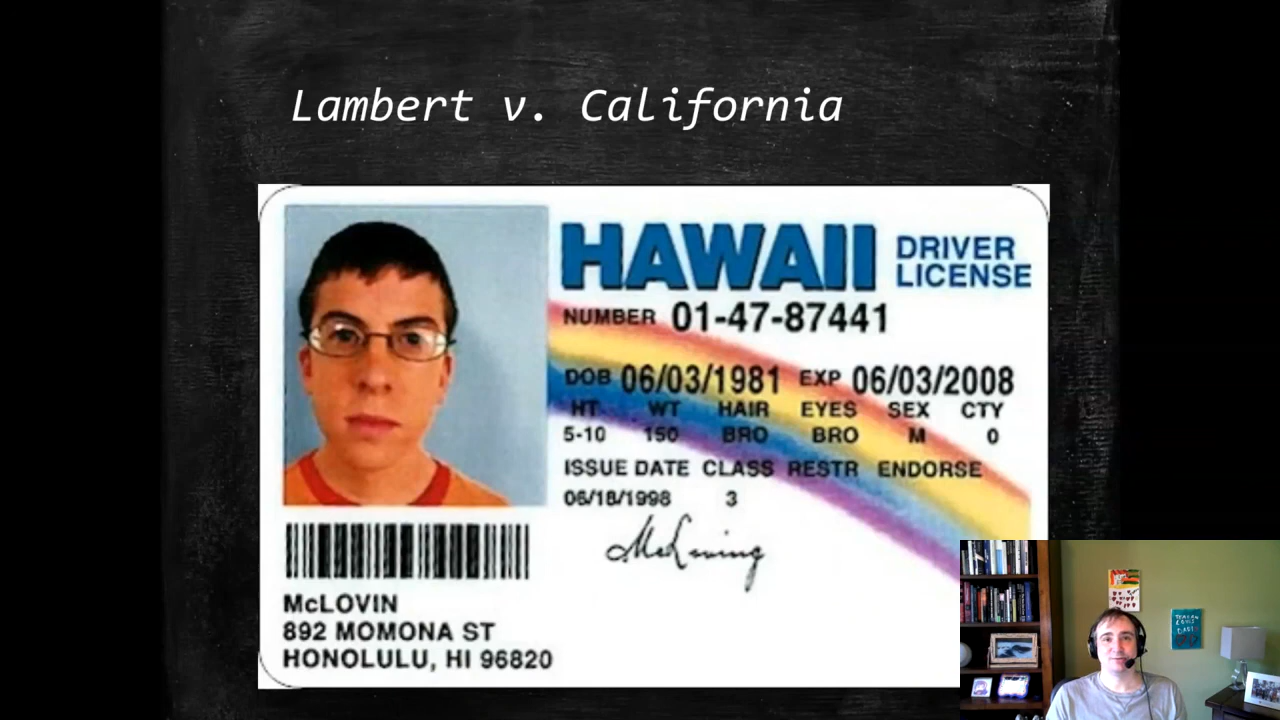 Lambert v. California
HAWAII DRIVER LICENSE
NUMBER 01-47-87441
DOB 06/03/1981 EXP 06/03/2008
HT WT HAIR EYES SEX CTY
5-10 150 BRO BRO M 0
ISSUE DATE CLASS RESTR ENDORSE
06/18/1998 3
McLOVIN
892 MOMONA ST
HONOLULU, HI 96820